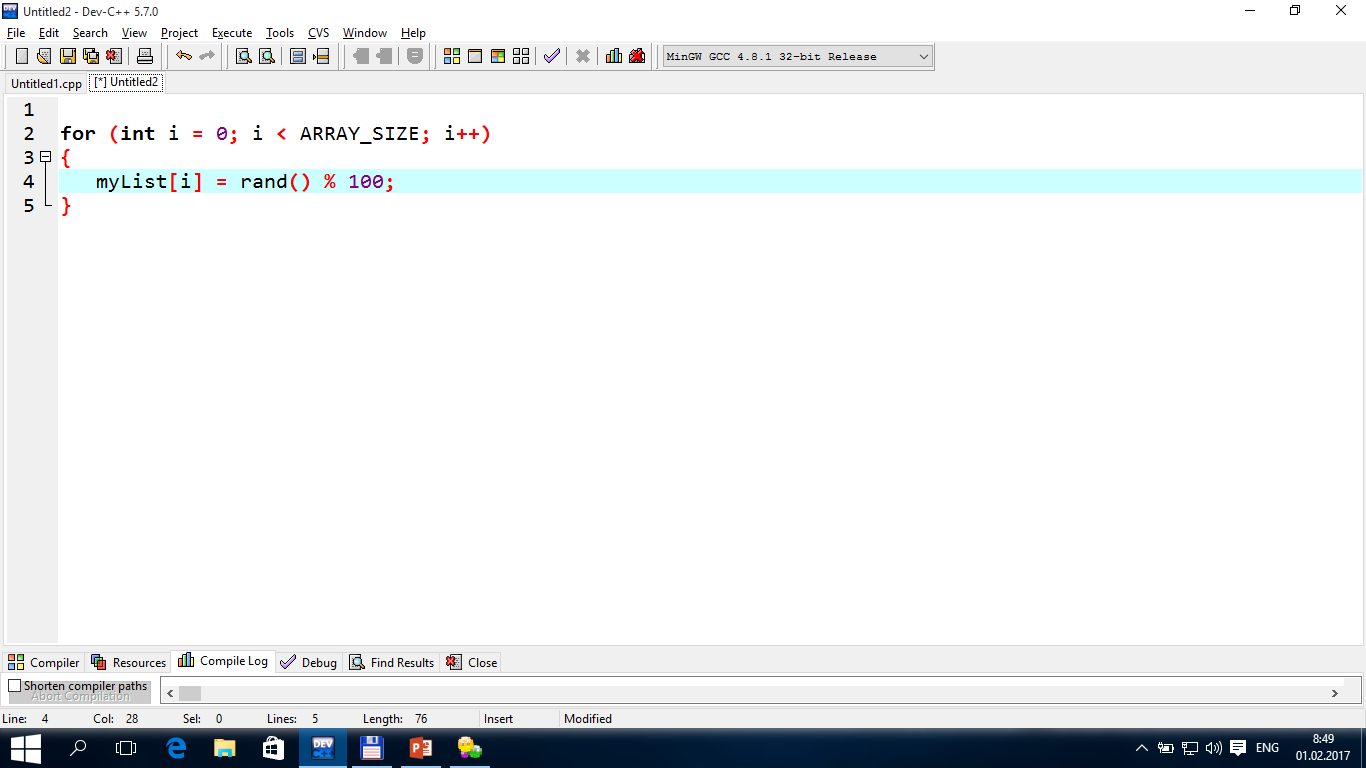 Untitled2 - Dev-C++ 5.7.0
File Edit Search View Project Execute Tools CVS Window Help
MinGW GCC 4.8.1 32-bit Release
Untitled1.cpp [*] Untitled2
1
2 for (int i = 0; i < ARRAY_SIZE; i++)
3 {
4 myList[i] = rand() % 100;
5 }
Compiler Resources Compile Log Debug Find Results Close
Shorten compiler paths
Abort Compilation
Line: 4 Col: 28 Sel: 0 Lines: 5 Length: 76 Insert Modified
DEV C++ P ENG 8:49
01.02.2017